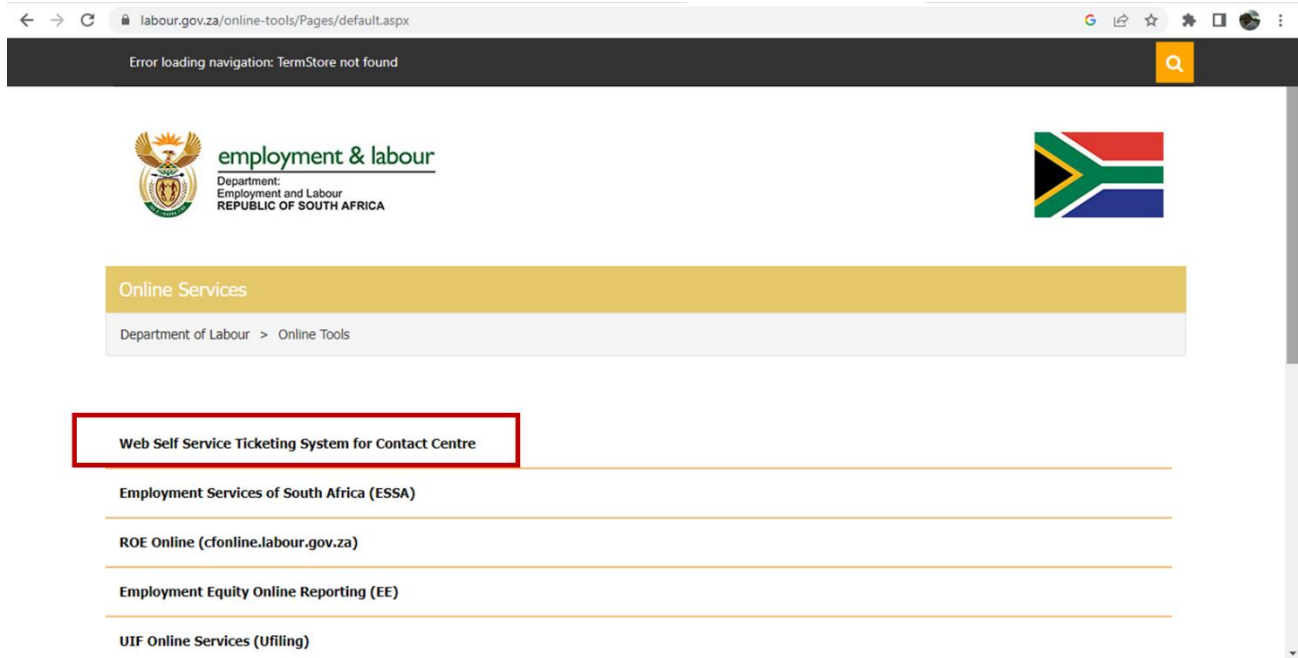 labour.gov.za/online-tools/Pages/default.aspx
Error loading navigation: TermStore not found
employment & labour
Department:
Employment and Labour
REPUBLIC OF SOUTH AFRICA
Online Services
Department of Labour > Online Tools
Web Self Service Ticketing System for Contact Centre
Employment Services of South Africa (ESSA)
ROE Online (cfonline.labour.gov.za)
Employment Equity Online Reporting (EE)
UIF Online Services (Ufiling)